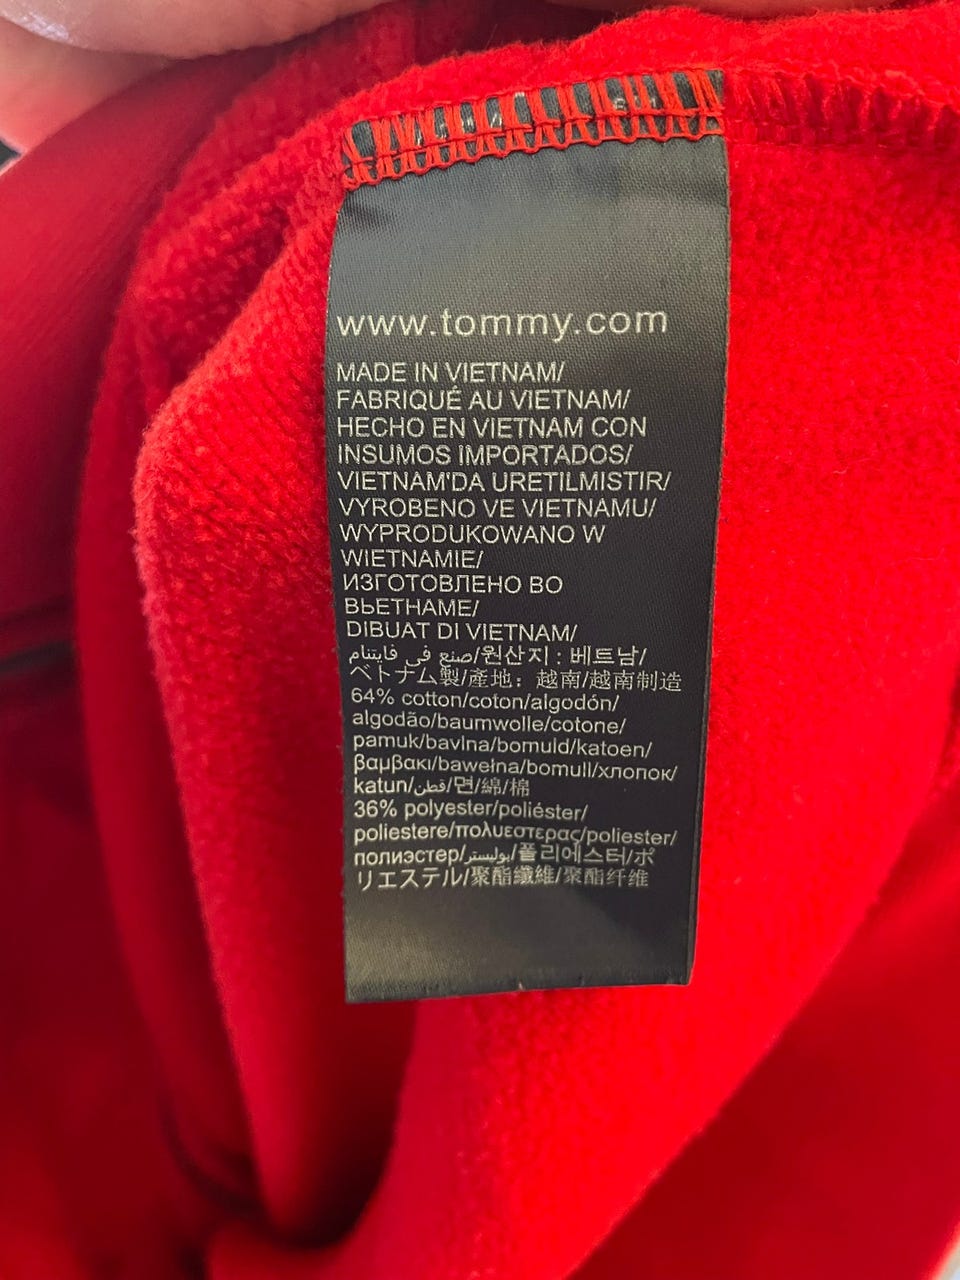 www.tommy.com
MADE IN VIETNAM/
FABRIQUÉ AU VIETNAM/
HECHO EN VIETNAM CON
INSUMOS IMPORTADOS/
VIETNAM'DA URETILMISTIR/
VYROBENO VE VIETNAMU/
WYPRODUKOWANO W
WIETNAMIE/
ИЗГОТОВЛЕНО ВО
ВЬЕТНАМЕ/
DIBUAT DI VIETNAM/
صنع في فايتنام/원산지 : 베트남/
ベトナム製/產地：越南/越南制造
64% cotton/coton/algodón/
algodão/baumwolle/cotone/
pamuk/bavlna/bomuld/katoen/
βαμβακι/bawełna/bomull/хлопок/
katun/قطن/면/綿/棉
36% polyester/poliéster/
poliestere/πολυεστερας/poliester/
полиэстер/بوليستر/폴리에스터/ポ
リエステル/聚酯纖維/聚酯纤维